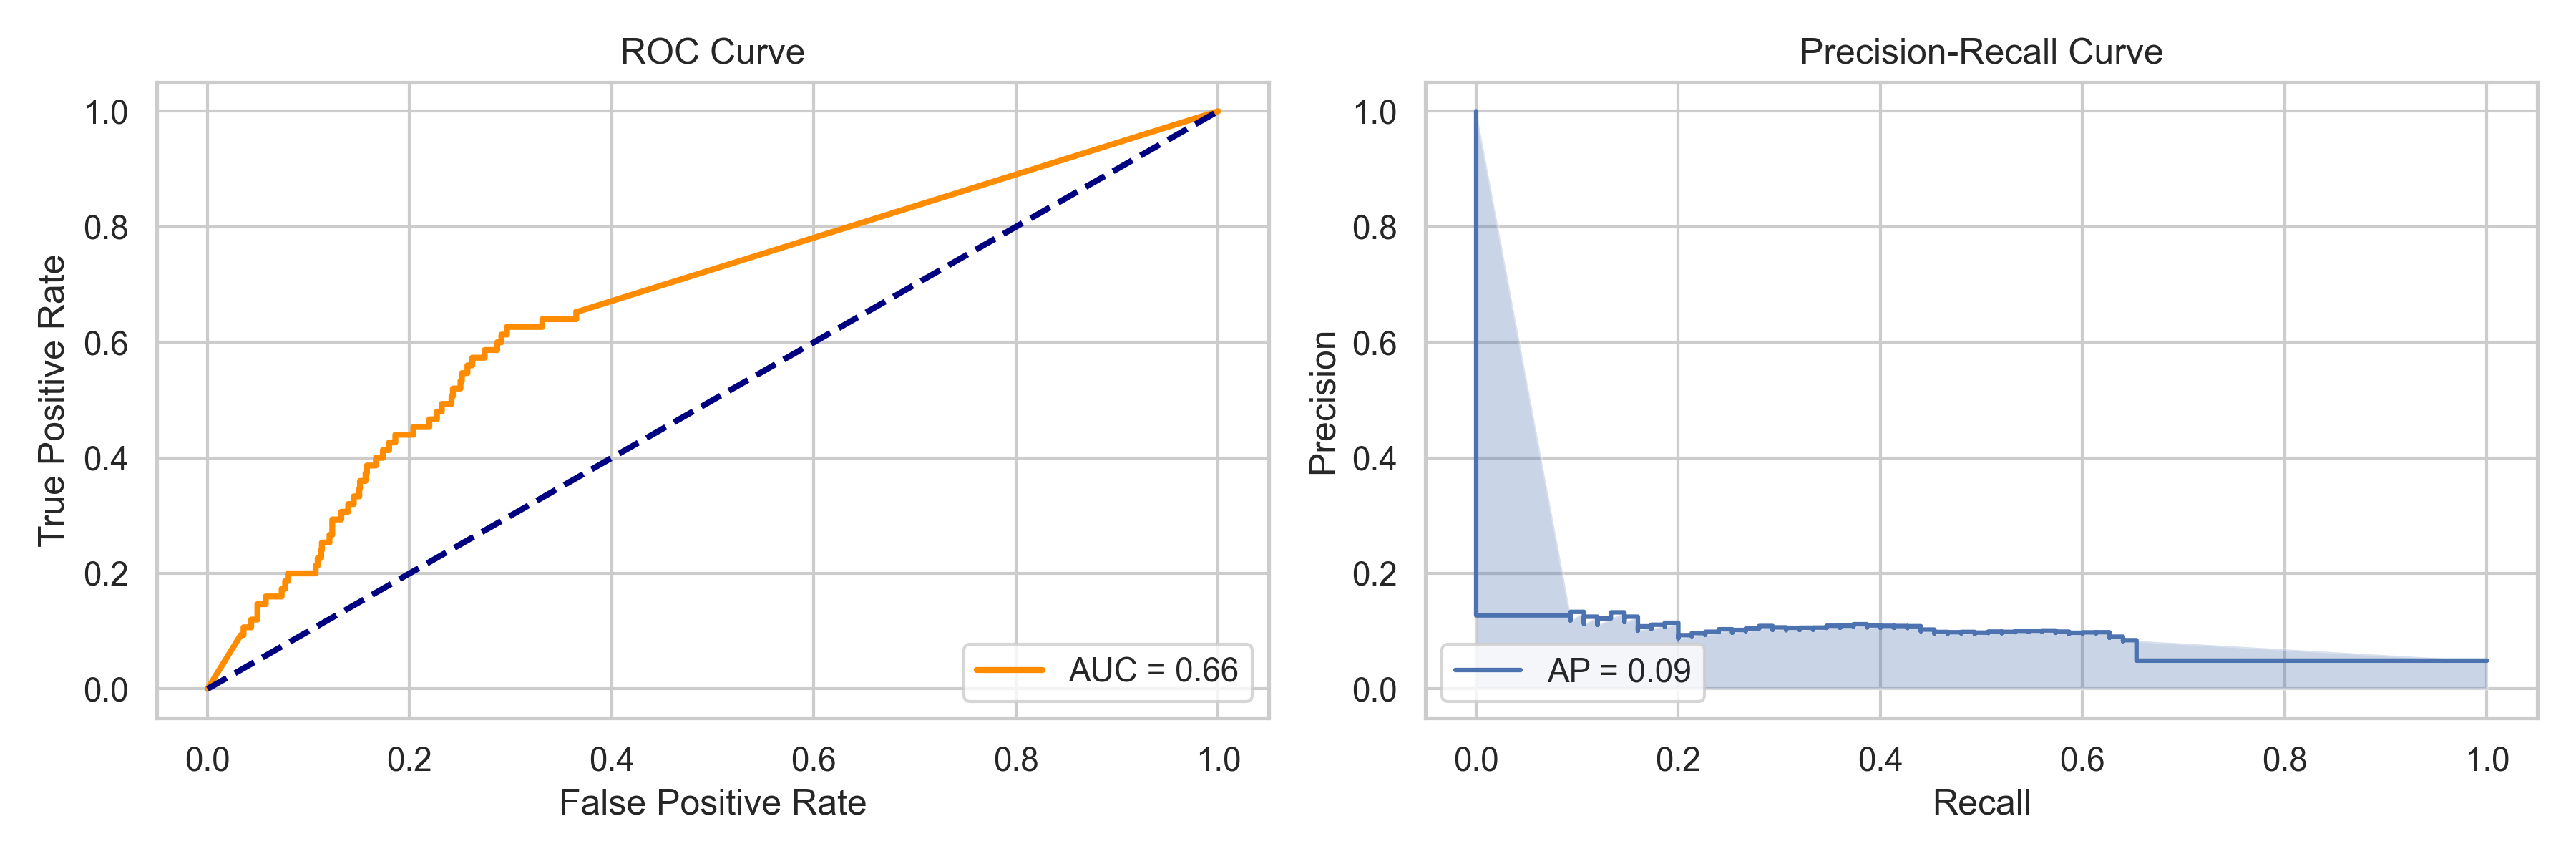 ROC Curve
1.0
0.8
0.6
0.4
0.2
0.0
True Positive Rate
AUC = 0.66
0.0 0.2 0.4 0.6 0.8 1.0
False Positive Rate
Precision-Recall Curve
1.0
0.8
0.6
0.4
0.2
0.0
Precision
AP = 0.09
0.0 0.2 0.4 0.6 0.8 1.0
Recall